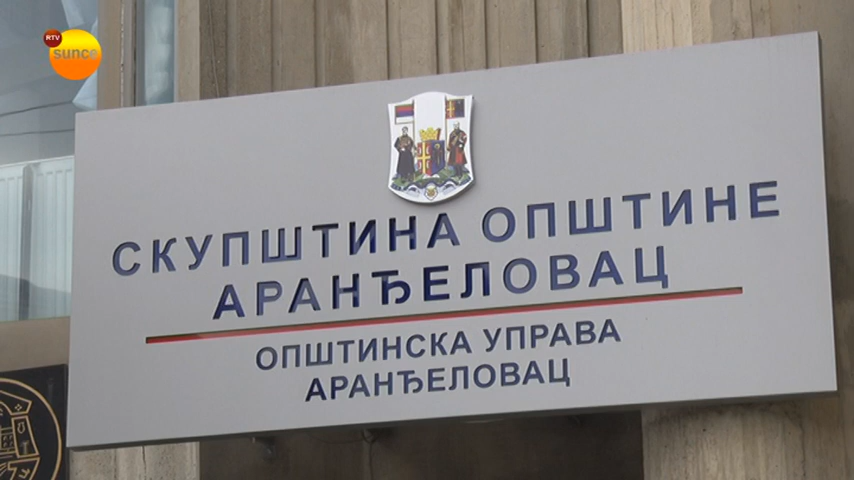 RTV
sunce
СКУПШТИНА ОПШТИНЕ
АРАНЂЕЛОВАЦ
ОПШТИНСКА УПРАВА
АРАНЂЕЛОВАЦ